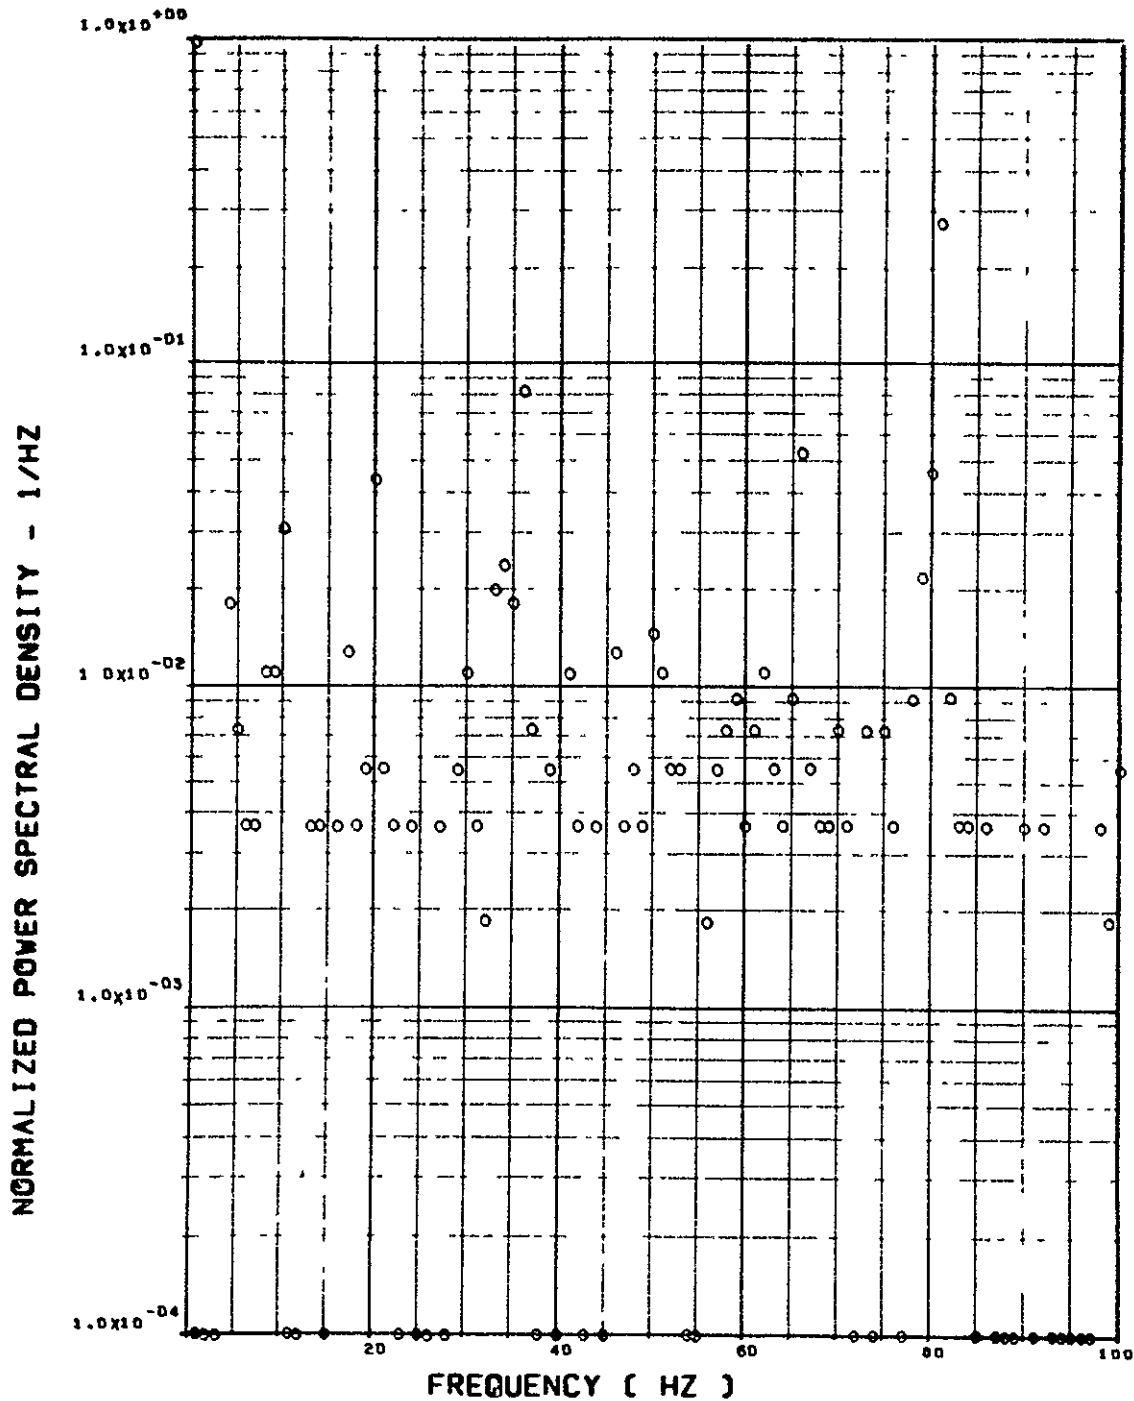 1.0x10+00
1.0x10-01
1 0x10-02
1.0x10-03
1.0x10-04
NORMALIZED POWER SPECTRAL DENSITY - 1/HZ
20
40
60
80
100
FREQUENCY ( HZ )